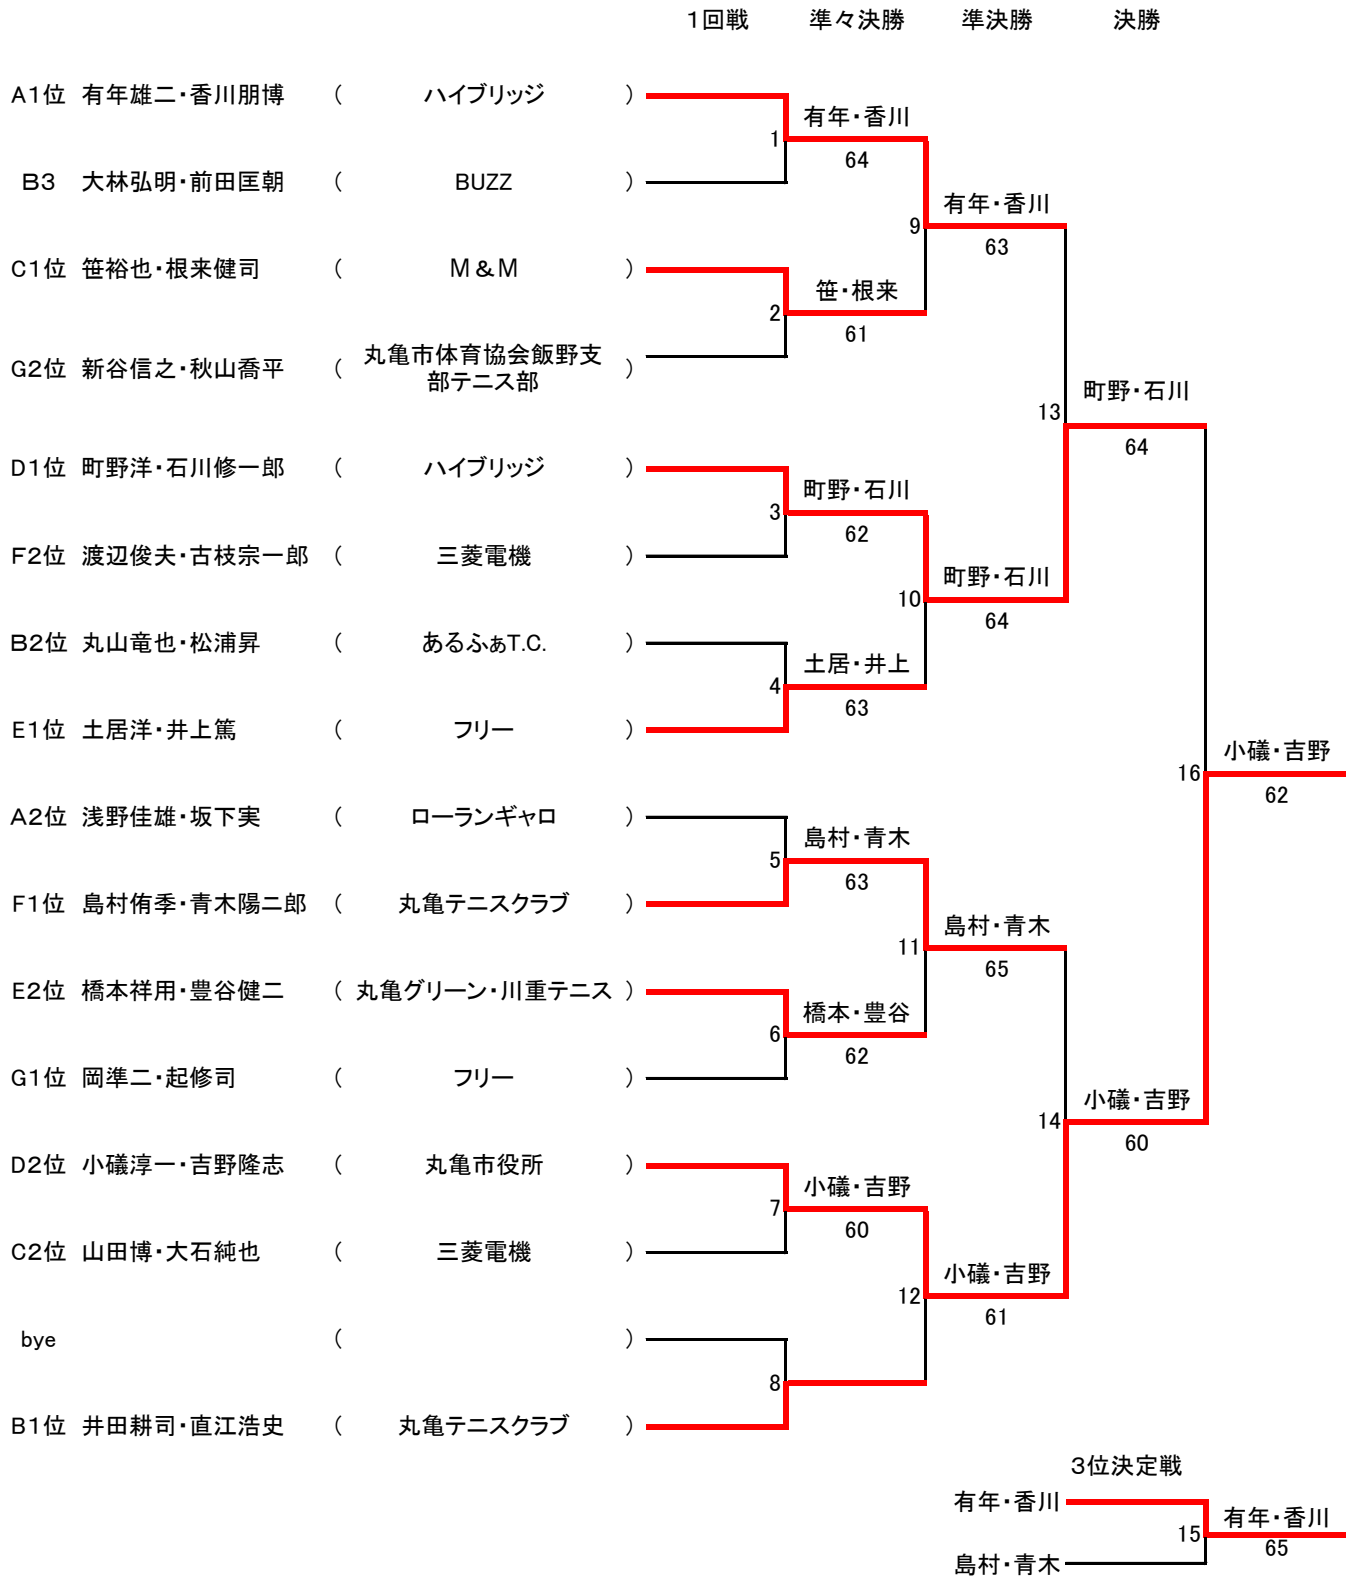 1回戦 準々決勝 準決勝 決勝
A1位 有年雄二・香川朋博 ( ハイブリッジ )
有年・香川
1
64
B3 大林弘明・前田匡朝 ( BUZZ )
有年・香川
9
63
C1位 笹裕也・根来健司 ( M&M )
笹・根来
2
61
G2位 新谷信之・秋山喬平 ( 丸亀市体育協会飯野支
部テニス部 )
町野・石川
13
64
D1位 町野洋・石川修一郎 ( ハイブリッジ )
町野・石川
3
62
F2位 渡辺俊夫・古枝宗一郎 ( 三菱電機 )
町野・石川
10
64
B2位 丸山竜也・松浦昇 ( あるふぁT.C. )
土居・井上
4
63
E1位 土居洋・井上篤 ( フリー )
小礒・吉野
16
62
A2位 浅野佳雄・坂下実 ( ローランギャロ )
島村・青木
5
63
F1位 島村侑季・青木陽二郎 ( 丸亀テニスクラブ )
島村・青木
11
65
E2位 橋本祥用・豊谷健二 ( 丸亀グリーン・川重テニス )
橋本・豊谷
6
62
G1位 岡準二・起修司 ( フリー )
小礒・吉野
14
60
D2位 小礒淳一・吉野隆志 ( 丸亀市役所 )
小礒・吉野
7
60
C2位 山田博・大石純也 ( 三菱電機 )
小礒・吉野
12
61
bye ( )
8
B1位 井田耕司・直江浩史 ( 丸亀テニスクラブ )
3位決定戦
有年・香川
有年・香川
15
65
島村・青木